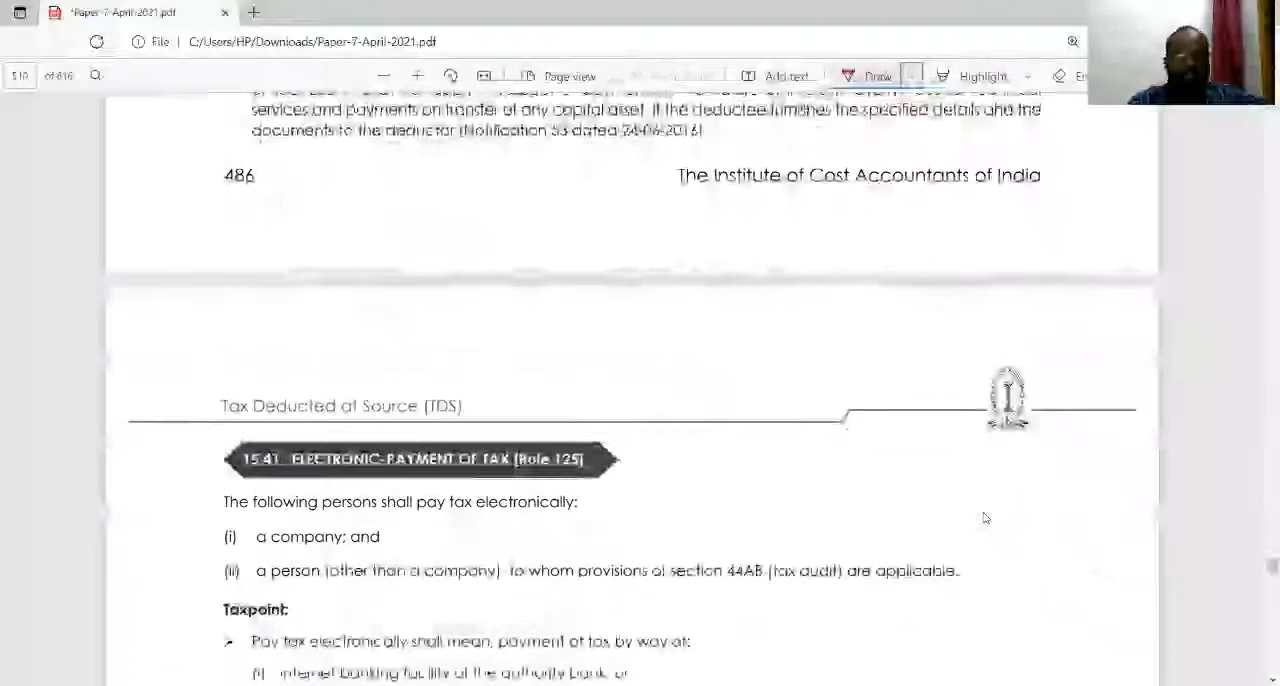 *Paper-7-April-2021.pdf
File | C:/Users/HP/Downloads/Paper-7-April-2021.pdf
510 of 616
Page view
Add text
Draw
Highlight
services and payments on transfer of any capital asset, if the deductee furnishes the specified details and the
documents to the deductor (Notification 53 dated 24-06-2016)
486
The Institute of Cost Accountants of India
Tax Deducted at Source (TDS)
15.41 ELECTRONIC-PAYMENT OF TAX [Rule 125]
The following persons shall pay tax electronically:
(i) a company; and
(ii) a person (other than a company) to whom provisions of section 44AB (tax audit) are applicable.
Taxpoint:
➢ Pay tax electronically shall mean, payment of tax by way of:
(i) internet banking facility of the authority bank; or